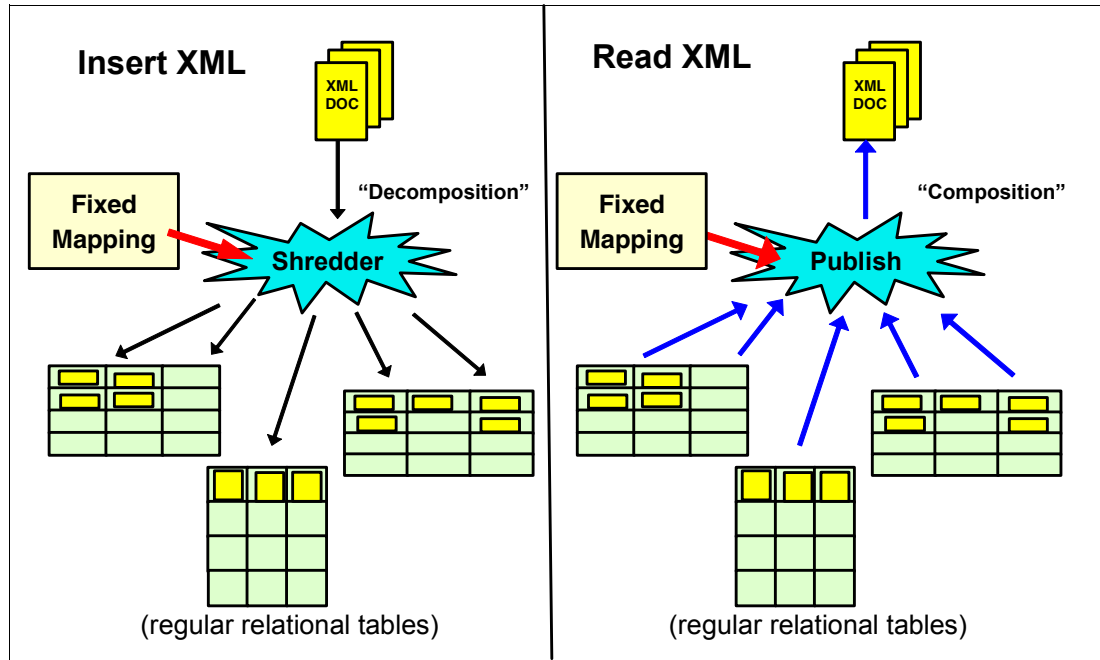 Insert XML
XML
DOC
"Decomposition"
Fixed
Mapping
Shredder
(regular relational tables)
Read XML
XML
DOC
"Composition"
Fixed
Mapping
Publish
(regular relational tables)